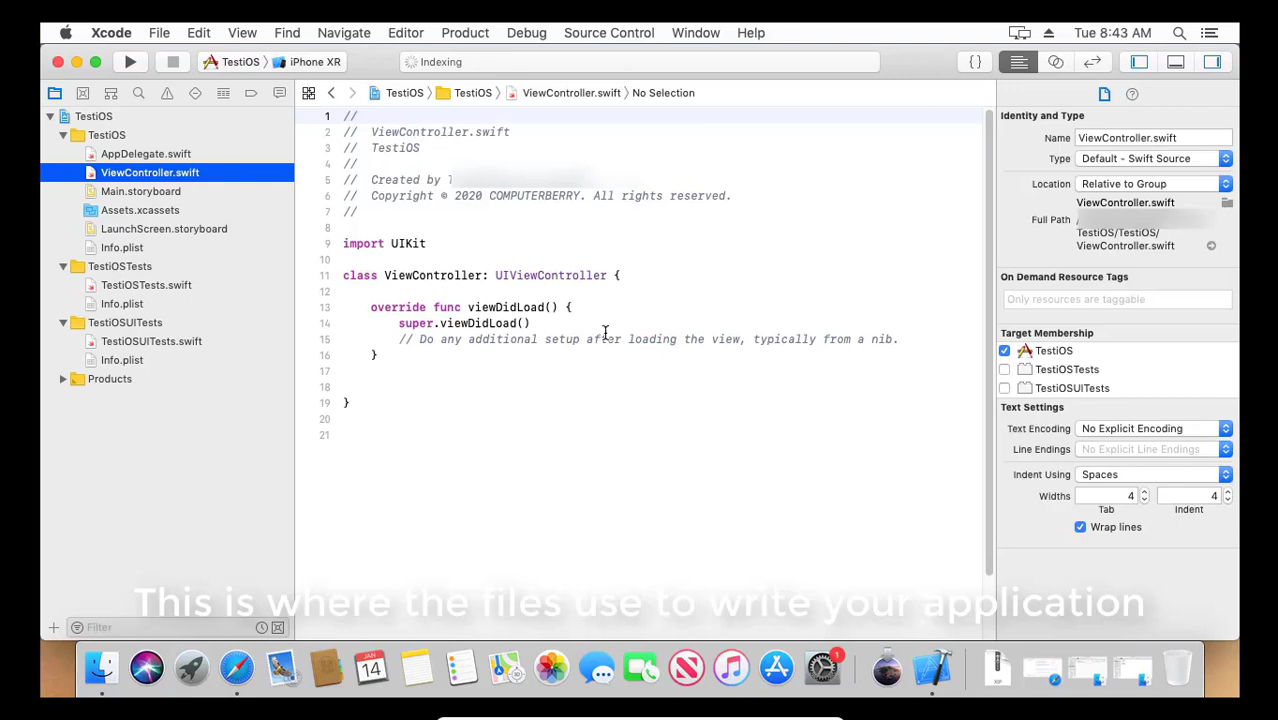 Xcode File Edit View Find Navigate Editor Product Debug Source Control Window Help Tue 8:43 AM
TestiOS iPhone XR Indexing {}
TestiOS TestiOS ViewController.swift No Selection
TestiOS
TestiOS
AppDelegate.swift
ViewController.swift
Main.storyboard
Assets.xcassets
LaunchScreen.storyboard
Info.plist
TestiOSTests
TestiOSTests.swift
Info.plist
TestiOSUITests
TestiOSUITests.swift
Info.plist
Products
Filter
1 //
2 // ViewController.swift
3 // TestiOS
4 //
5 // Created by
6 // Copyright © 2020 COMPUTERBERRY. All rights reserved.
7 //
8
9 import UIKit
10
11 class ViewController: UIViewController {
12
13 override func viewDidLoad() {
14 super.viewDidLoad()
15 // Do any additional setup after loading the view, typically from a nib.
16 }
17
18
19 }
20
21
Identity and Type
Name ViewController.swift
Type Default - Swift Source
Location Relative to Group
ViewController.swift
Full Path /
TestiOS/TestiOS/
ViewController.swift
On Demand Resource Tags
Only resources are taggable
Target Membership
TestiOS
TestiOSTests
TestiOSUITests
Text Settings
Text Encoding No Explicit Encoding
Line Endings No Explicit Line Endings
Indent Using Spaces
Widths 4 4
Tab Indent
Wrap lines
This is where the files use to write your application
JAN
14
1
XIP